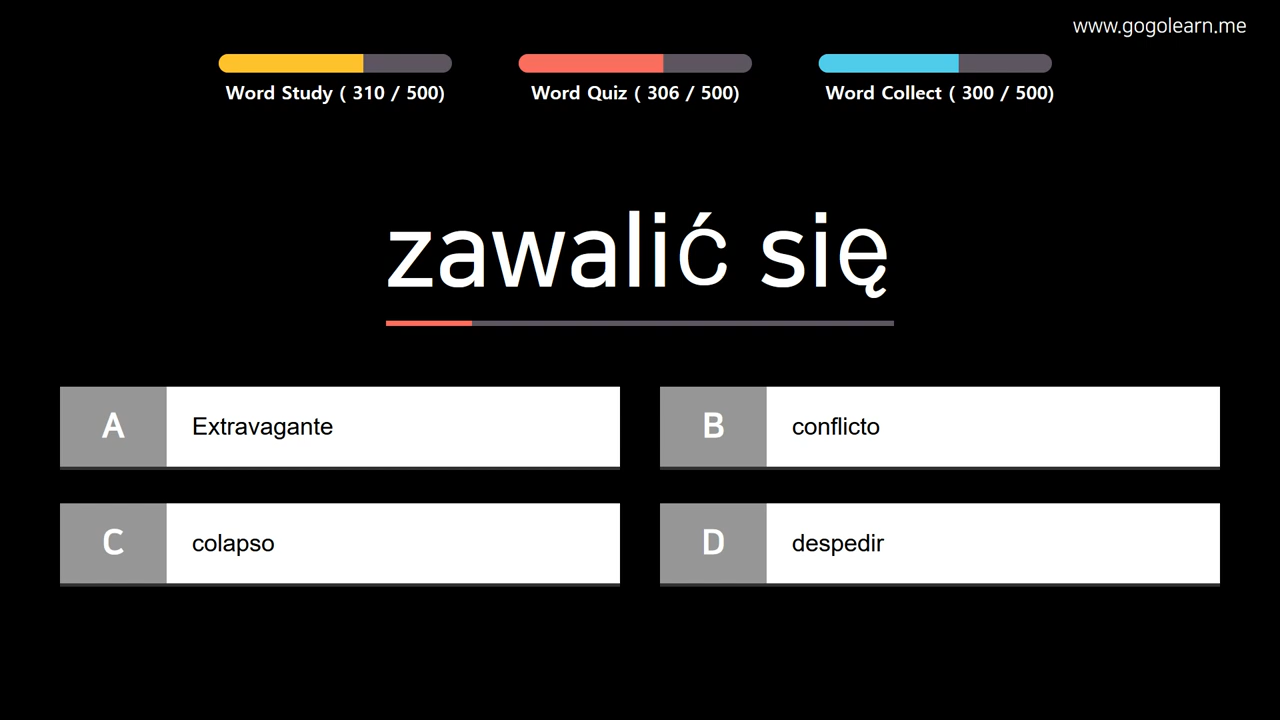 www.gogolearn.me
Word Study ( 310 / 500)
Word Quiz ( 306 / 500)
Word Collect ( 300 / 500)
zawalić się
A Extravagante
B conflicto
C colapso
D despedir